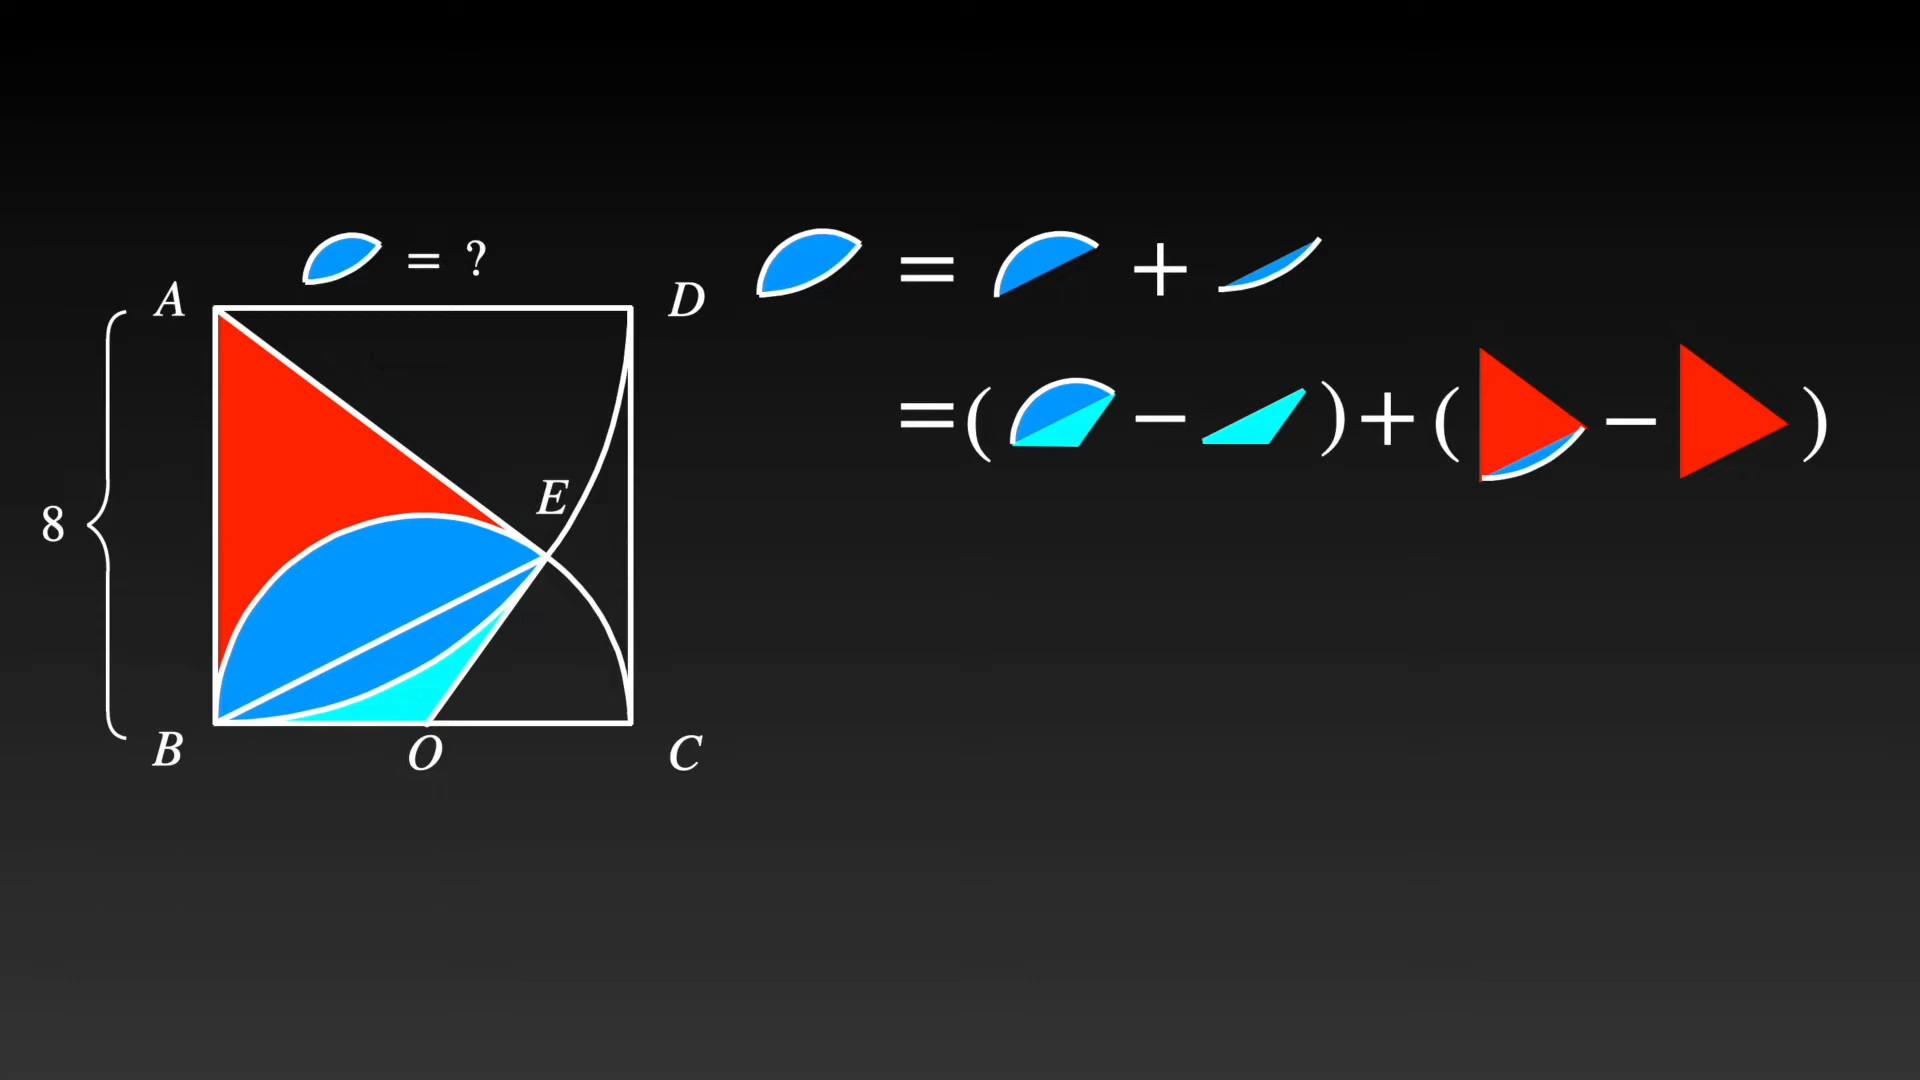 = ?
A
D
= +
8
=( − )+( − )
E
B
O
C